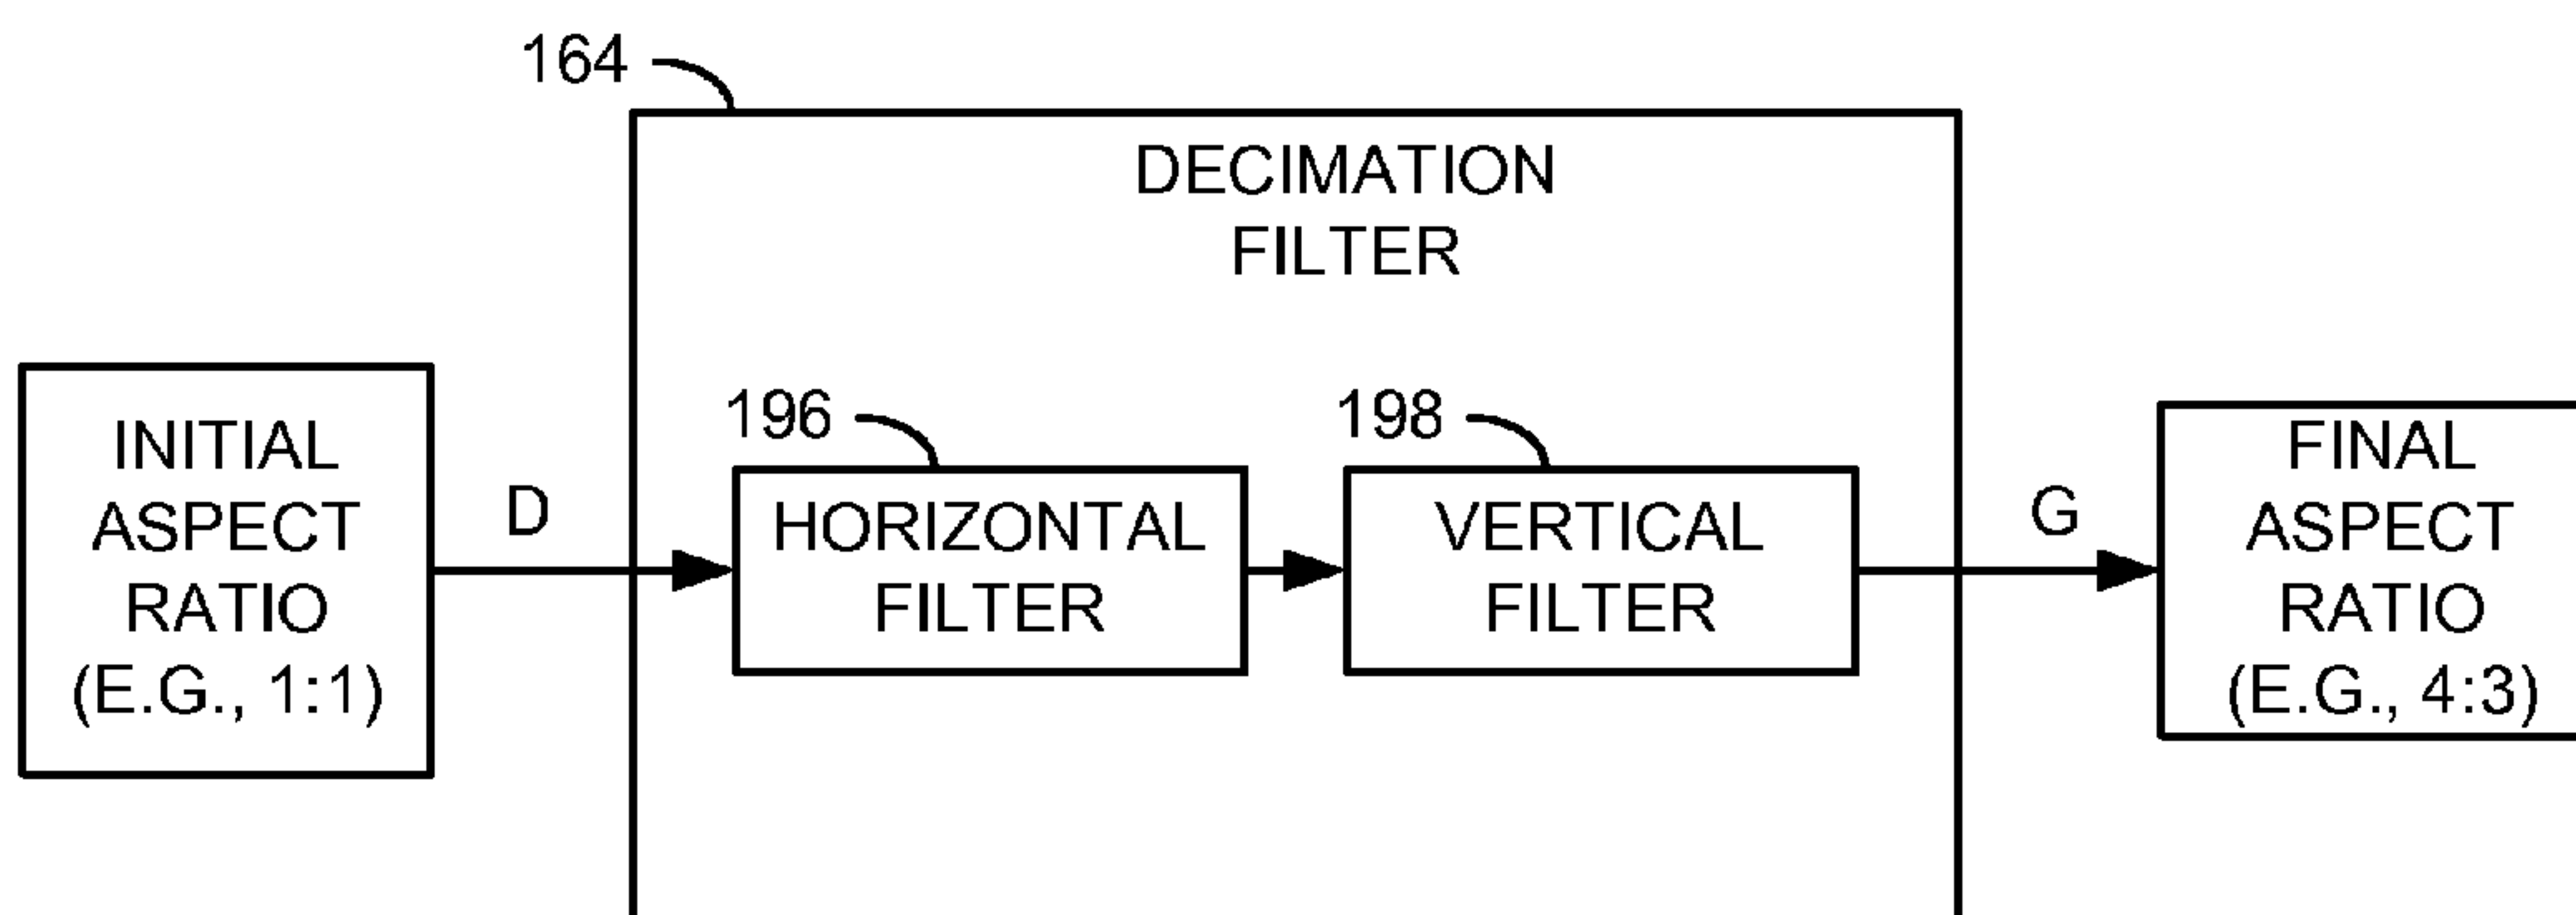 164
DECIMATION
FILTER
INITIAL
ASPECT
RATIO
(E.G., 1:1)
D
196
HORIZONTAL
FILTER
198
VERTICAL
FILTER
G
FINAL
ASPECT
RATIO
(E.G., 4:3)